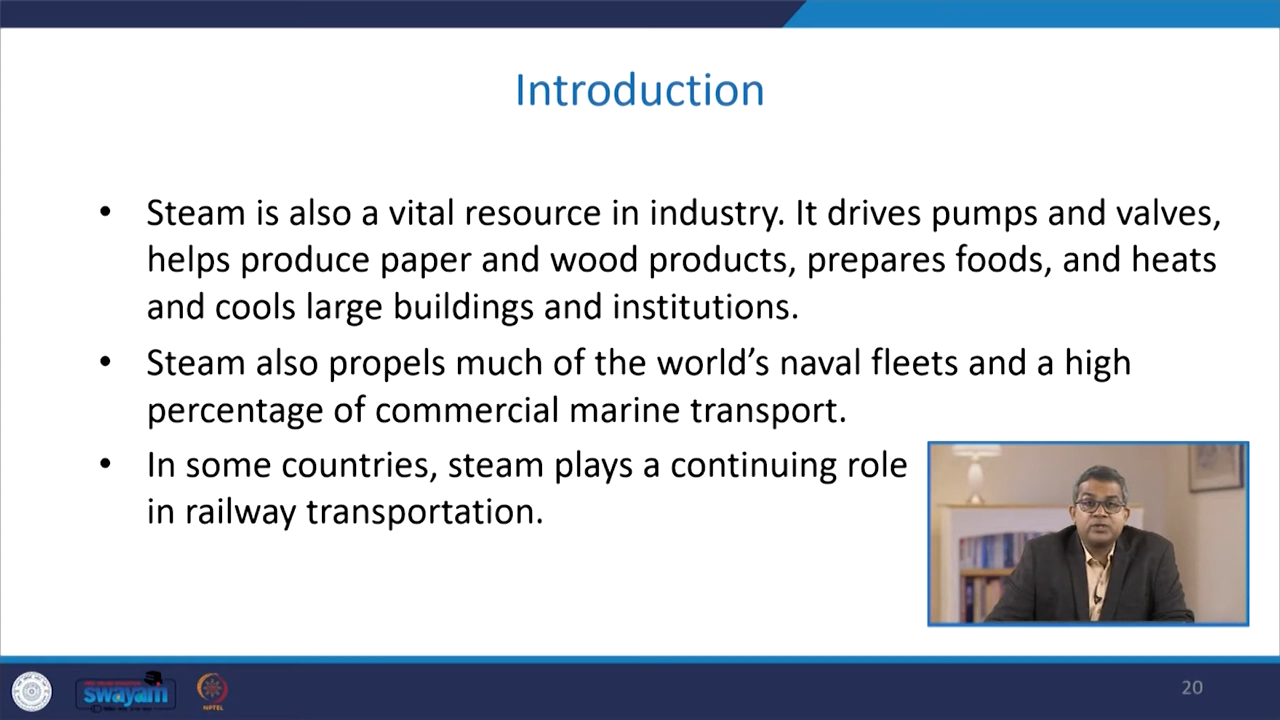 Introduction
• Steam is also a vital resource in industry. It drives pumps and valves,
helps produce paper and wood products, prepares foods, and heats
and cools large buildings and institutions.
• Steam also propels much of the world’s naval fleets and a high
percentage of commercial marine transport.
• In some countries, steam plays a continuing role
in railway transportation.
swayam
NPTEL
20